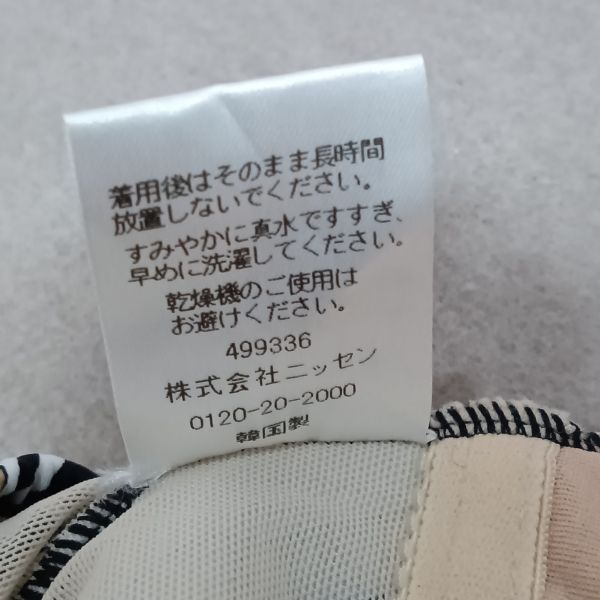 着用後はそのまま長時間
放置しないでください。
すみやかに真水ですすぎ、
早めに洗濯してください。
乾燥機のご使用は
お避けください。
499336
株式会社ニッセン
0120-20-2000
韓国製